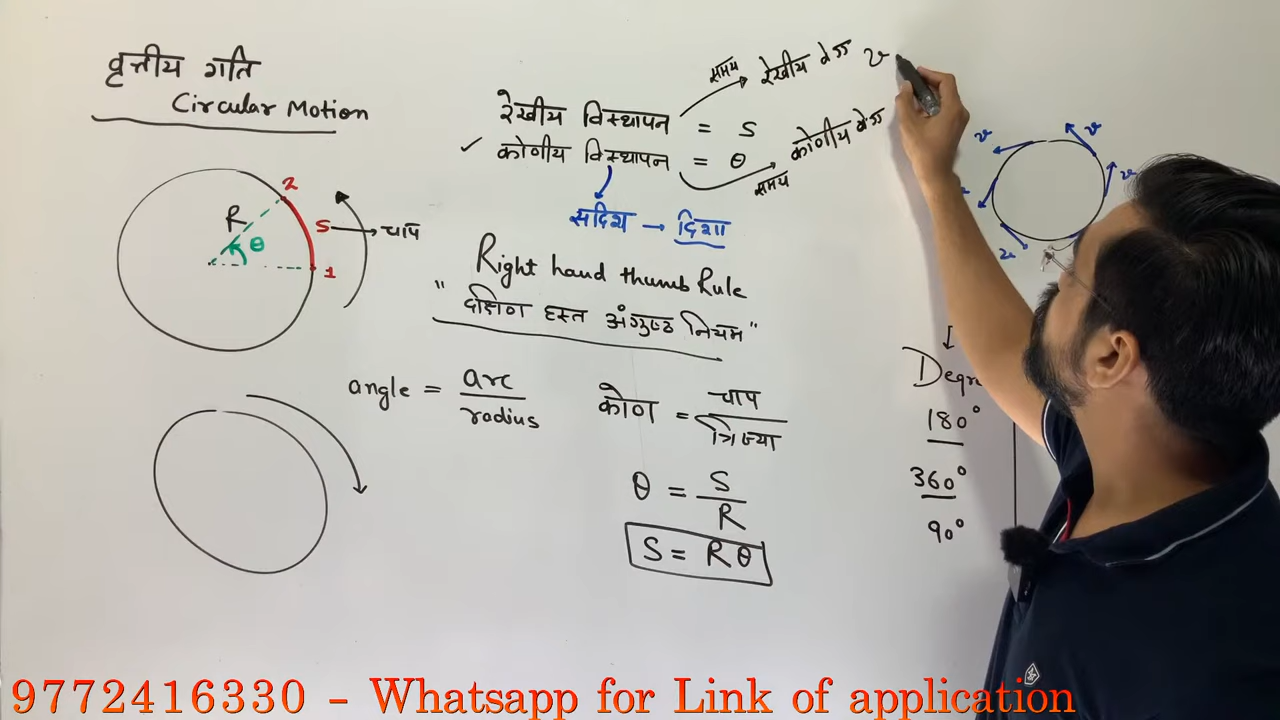 वृत्तीय गति
Circular Motion
रेखीय विस्थापन = S
समय
रेखीय वेग v
कोणीय विस्थापन = θ
समय
कोणीय वेग
सदिश → दिशा
Right hand thumb Rule
"दक्षिण हस्त अंगुष्ठ नियम"
2
R
θ
S → चाप
1
angle = arc / radius
कोण = चाप / त्रिज्या
θ = S / R
S = Rθ
v
v
v
v
180°
360°
90°
9772416330 - Whatsapp for Link of application